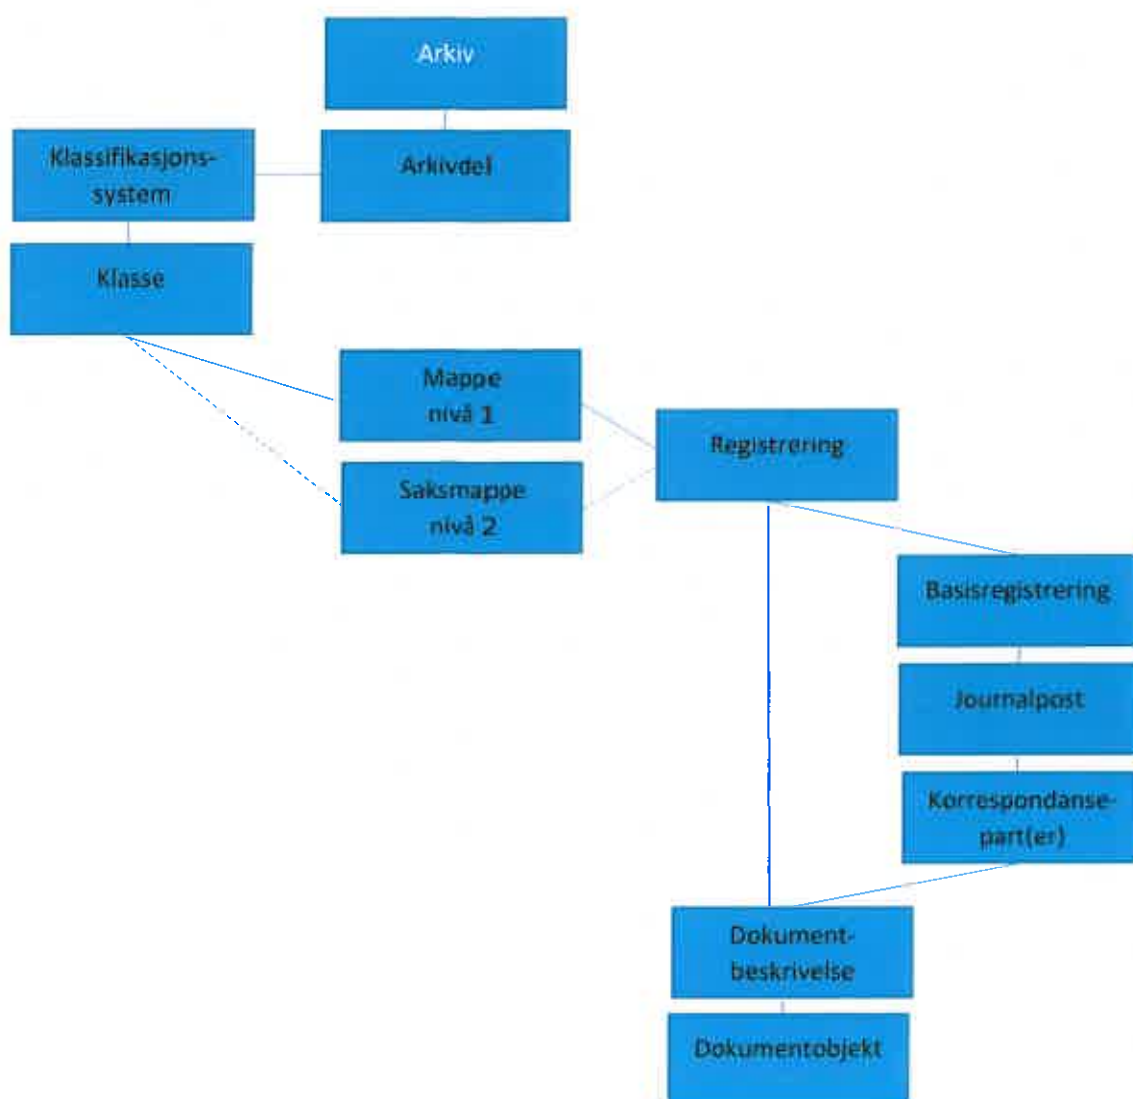 Arkiv
Klassifikasjons-
system
Arkivdel
Klasse
Mappe
nivå 1
Registrering
Saksmappe
nivå 2
Basisregistrering
Journalpost
Korrespondanse-
part(er)
Dokument-
beskrivelse
Dokumentobjekt